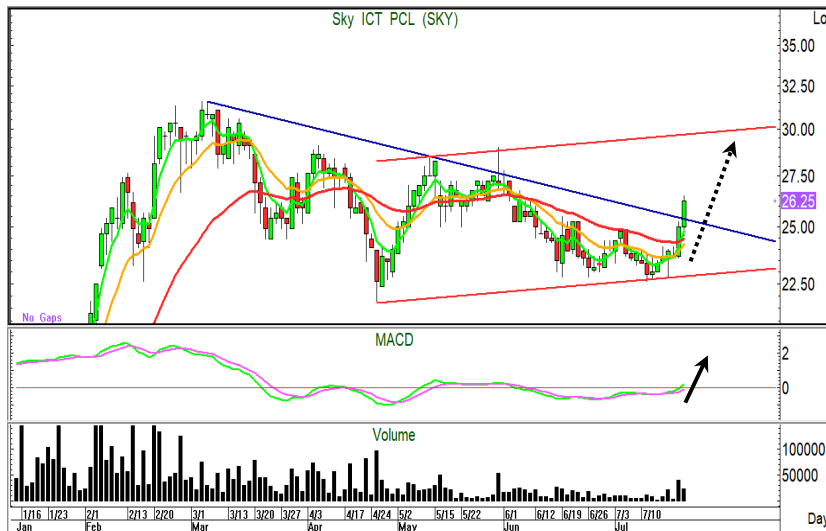 Sky ICT PCL (SKY)
Lo
35.00
32.50
30.00
27.50
26.25
25.00
22.50
No Gaps
MACD
2
0
Volume
100000
50000
1/16 1/23 2/1 2/13 2/20 3/1 3/13 3/20 3/27 4/3 4/17 4/24 5/2 5/15 5/22 6/1 6/12 6/19 6/26 7/3 7/10
Jan Feb Mar Apr May Jun Jul Day